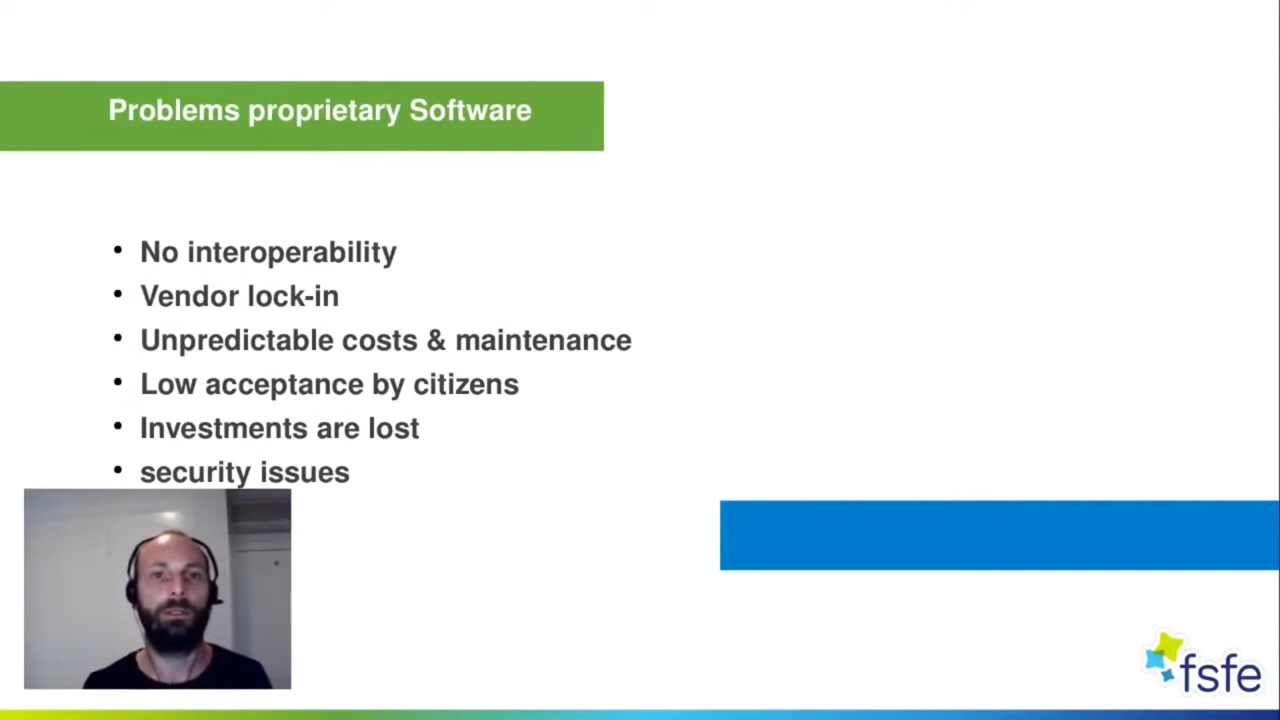 Problems proprietary Software
• No interoperability
• Vendor lock-in
• Unpredictable costs & maintenance
• Low acceptance by citizens
• Investments are lost
• security issues
fsfe